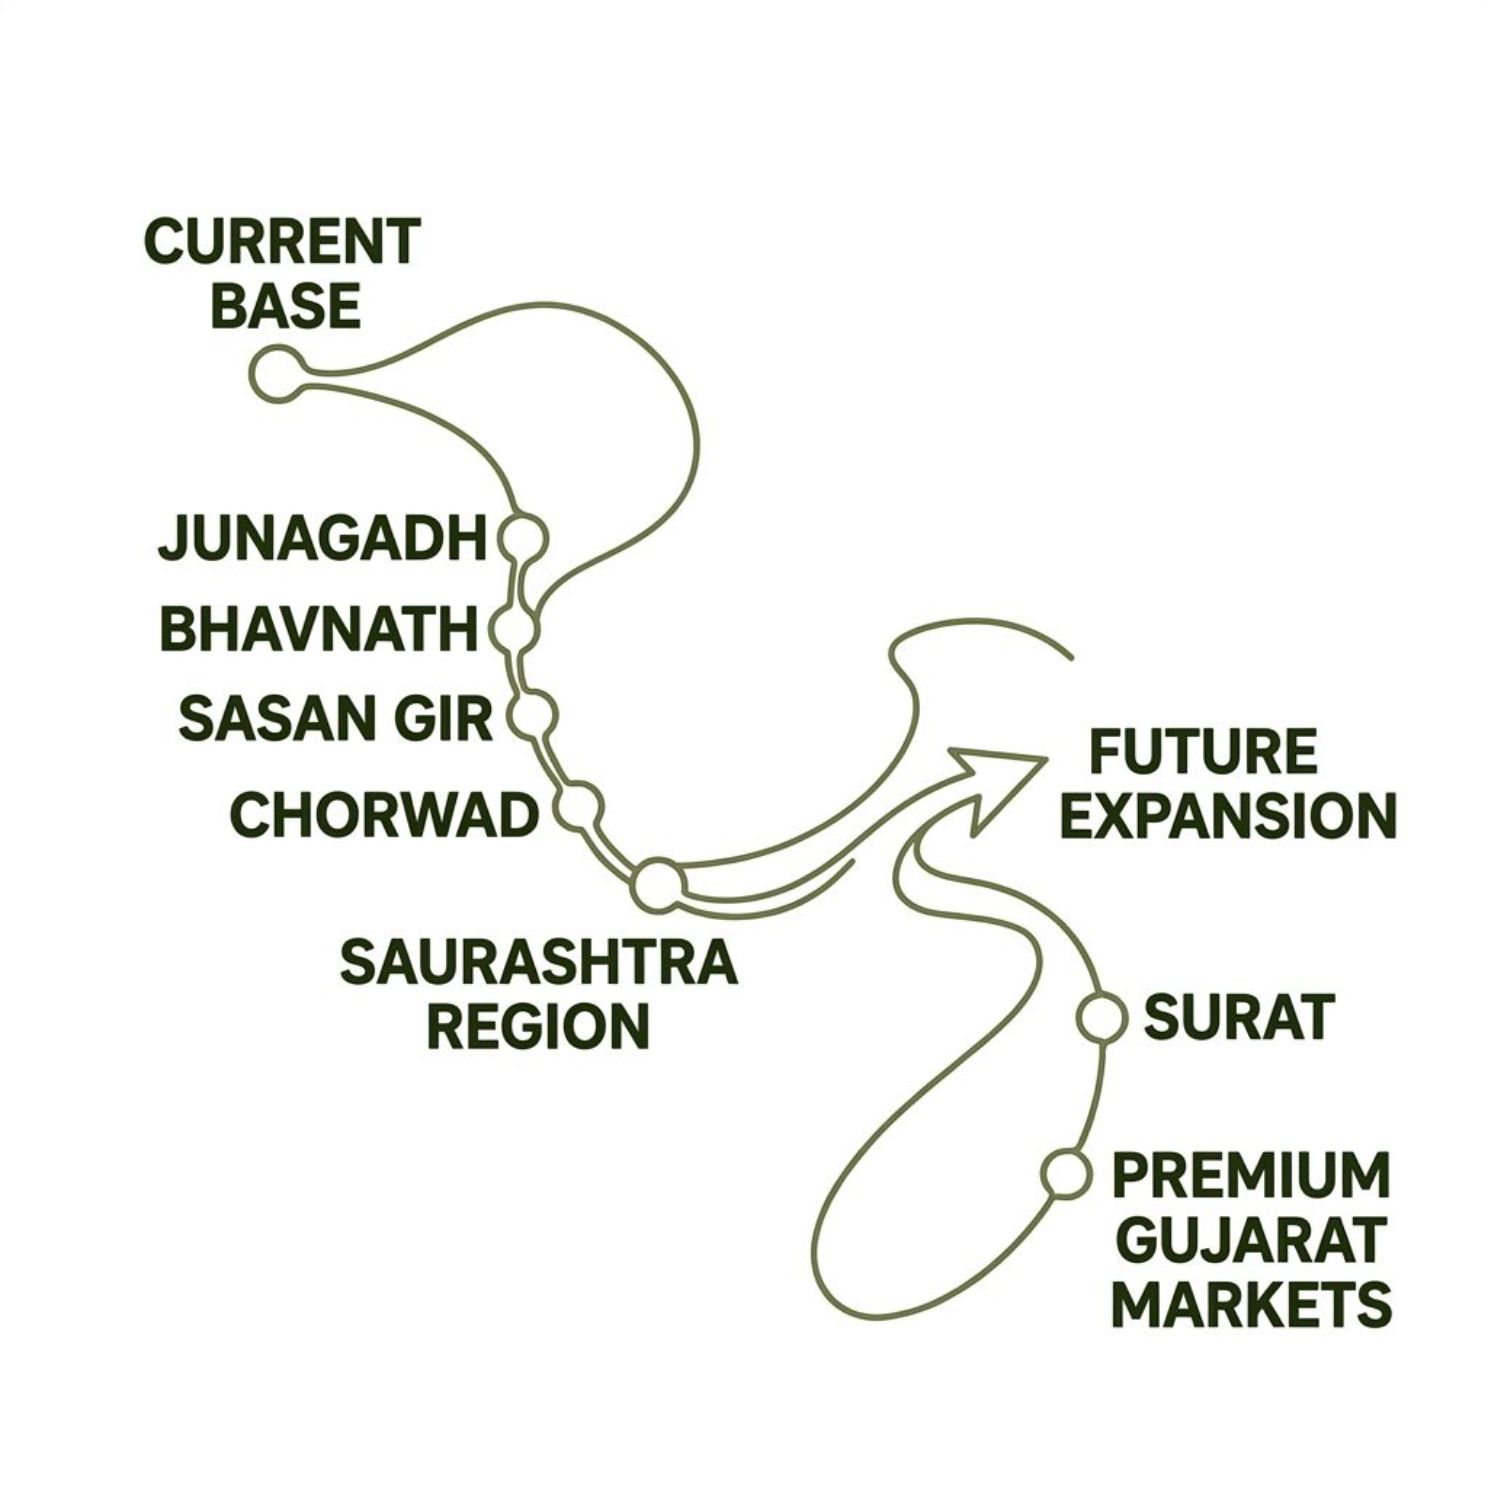 CURRENT
BASE
JUNAGADH
BHAVNATH
SASAN GIR
CHORWAD
SAURASHTRA
REGION
FUTURE
EXPANSION
SURAT
PREMIUM
GUJARAT
MARKETS